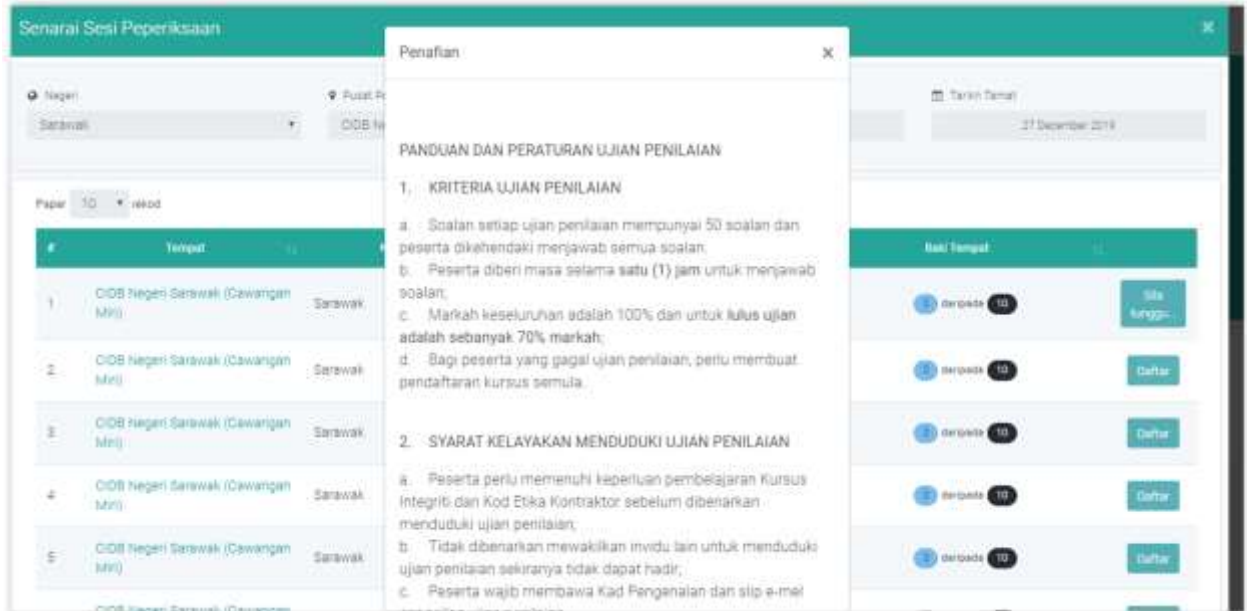 Senarai Sesi Peperiksaan
×
Penafian
×
Negeri
Pusat
Tarikh Tamat
Sarawak
CIDB
27 December 2019
PANDUAN DAN PERATURAN UJIAN PENILAIAN
1. KRITERIA UJIAN PENILAIAN
Papar 10 rekod
a. Soalan setiap ujian penilaian mempunyai 50 soalan dan
peserta dikehendaki menjawab semua soalan;
b. Peserta diberi masa selama satu (1) jam untuk menjawab
soalan;
c. Markah keseluruhan adalah 100% dan untuk lulus ujian
adalah sebanyak 70% markah;
d. Bagi peserta yang gagal ujian penilaian, perlu membuat
pendaftaran kursus semula.
2. SYARAT KELAYAKAN MENDUDUKI UJIAN PENILAIAN
a. Peserta perlu memenuhi keperluan pembelajaran Kursus
Integriti dan Kod Etika Kontraktor sebelum dibenarkan
menduduki ujian penilaian;
b. Tidak dibenarkan mewakilkan invidu lain untuk menduduki
ujian penilaian sekiranya tidak dapat hadir;
c. Peserta wajib membawa Kad Pengenalan dan slip e-mel
# Tempat Baki Tempat
1 CIDB Negeri Sarawak (Cawangan Sarawak daripada 10 Sila
Miri) tunggu..
2 CIDB Negeri Sarawak (Cawangan Sarawak daripada 10 Daftar
Miri)
3 CIDB Negeri Sarawak (Cawangan Sarawak daripada 10 Daftar
Miri)
4 CIDB Negeri Sarawak (Cawangan Sarawak daripada 10 Daftar
Miri)
5 CIDB Negeri Sarawak (Cawangan Sarawak daripada 10 Daftar
Miri)
CIDB Negeri Sarawak (Cawangan